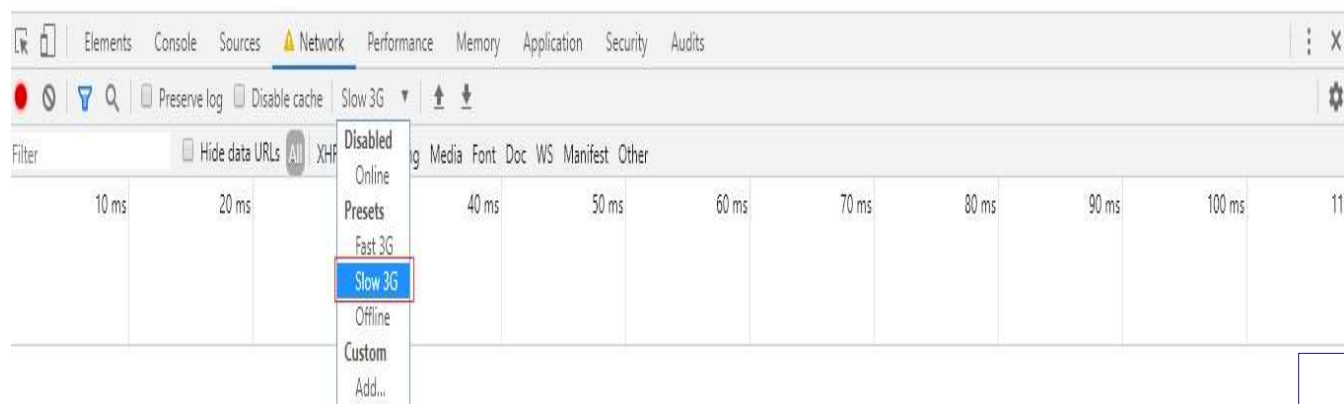 Elements Console Sources Network Performance Memory Application Security Audits
Preserve log Disable cache Slow 3G
Filter Hide data URLs All Media Font Doc WS Manifest Other
Disabled
Online
10 ms 20 ms 40 ms 50 ms 60 ms 70 ms 80 ms 90 ms 100 ms
Presets
Fast 3G
Slow 3G
Offline
Custom
Add...